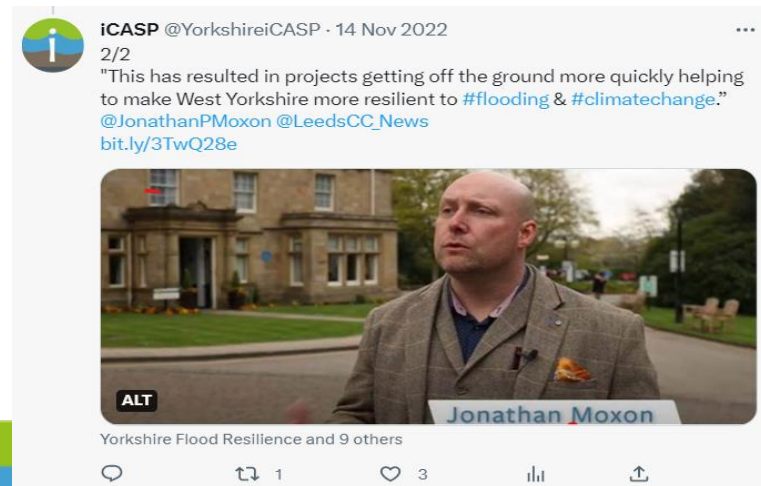 iCASP @YorkshireiCASP · 14 Nov 2022
2/2
"This has resulted in projects getting off the ground more quickly helping
to make West Yorkshire more resilient to #flooding & #climatechange.”
@JonathanPMoxon @LeedsCC_News
bit.ly/3TwQ28e
ALT
Jonathan Moxon
Yorkshire Flood Resilience and 9 others
1
3